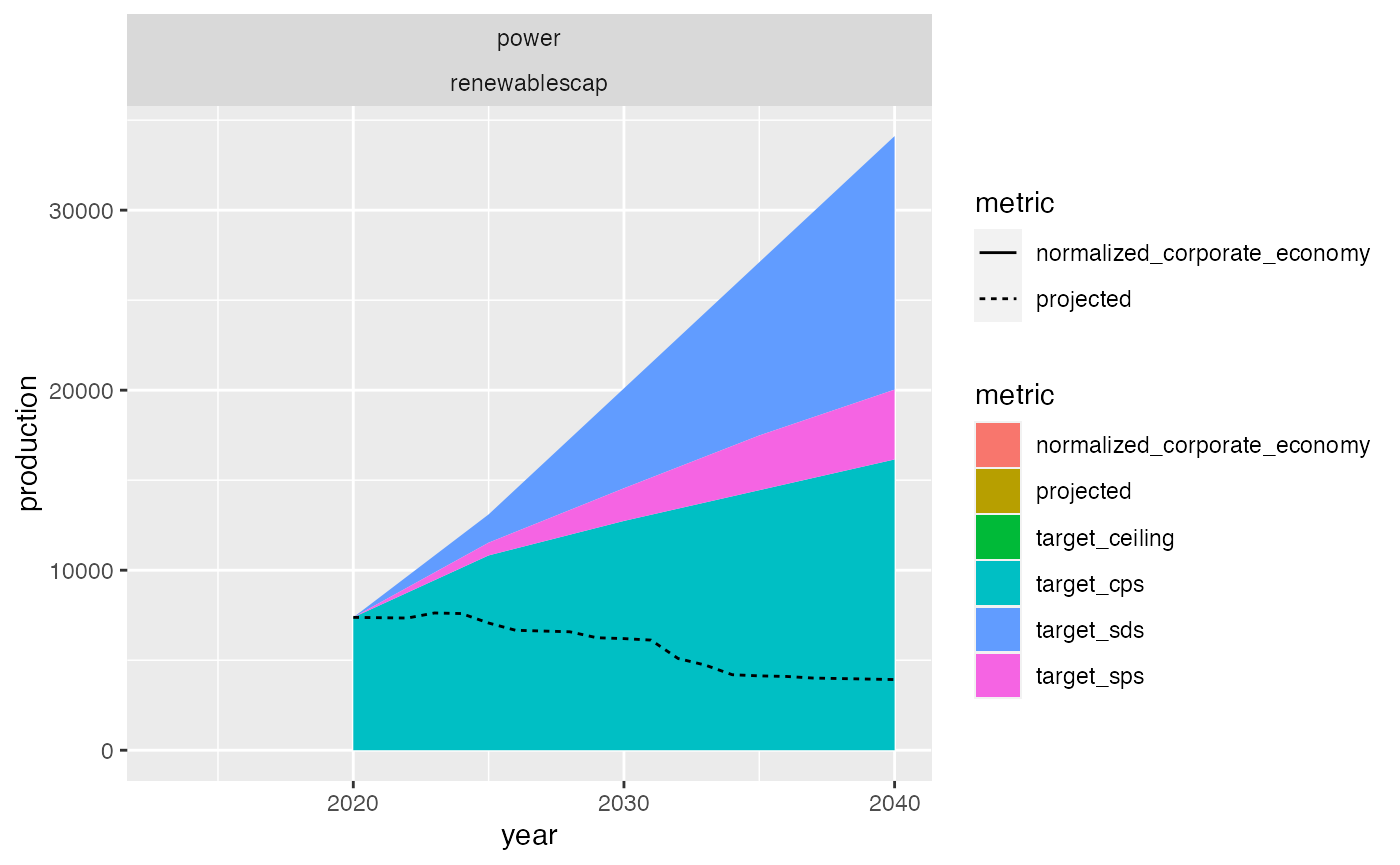 power
renewablescap
30000
20000
10000
0
production
2020
2030
2040
year
metric
normalized_corporate_economy
projected
metric
normalized_corporate_economy
projected
target_ceiling
target_cps
target_sds
target_sps